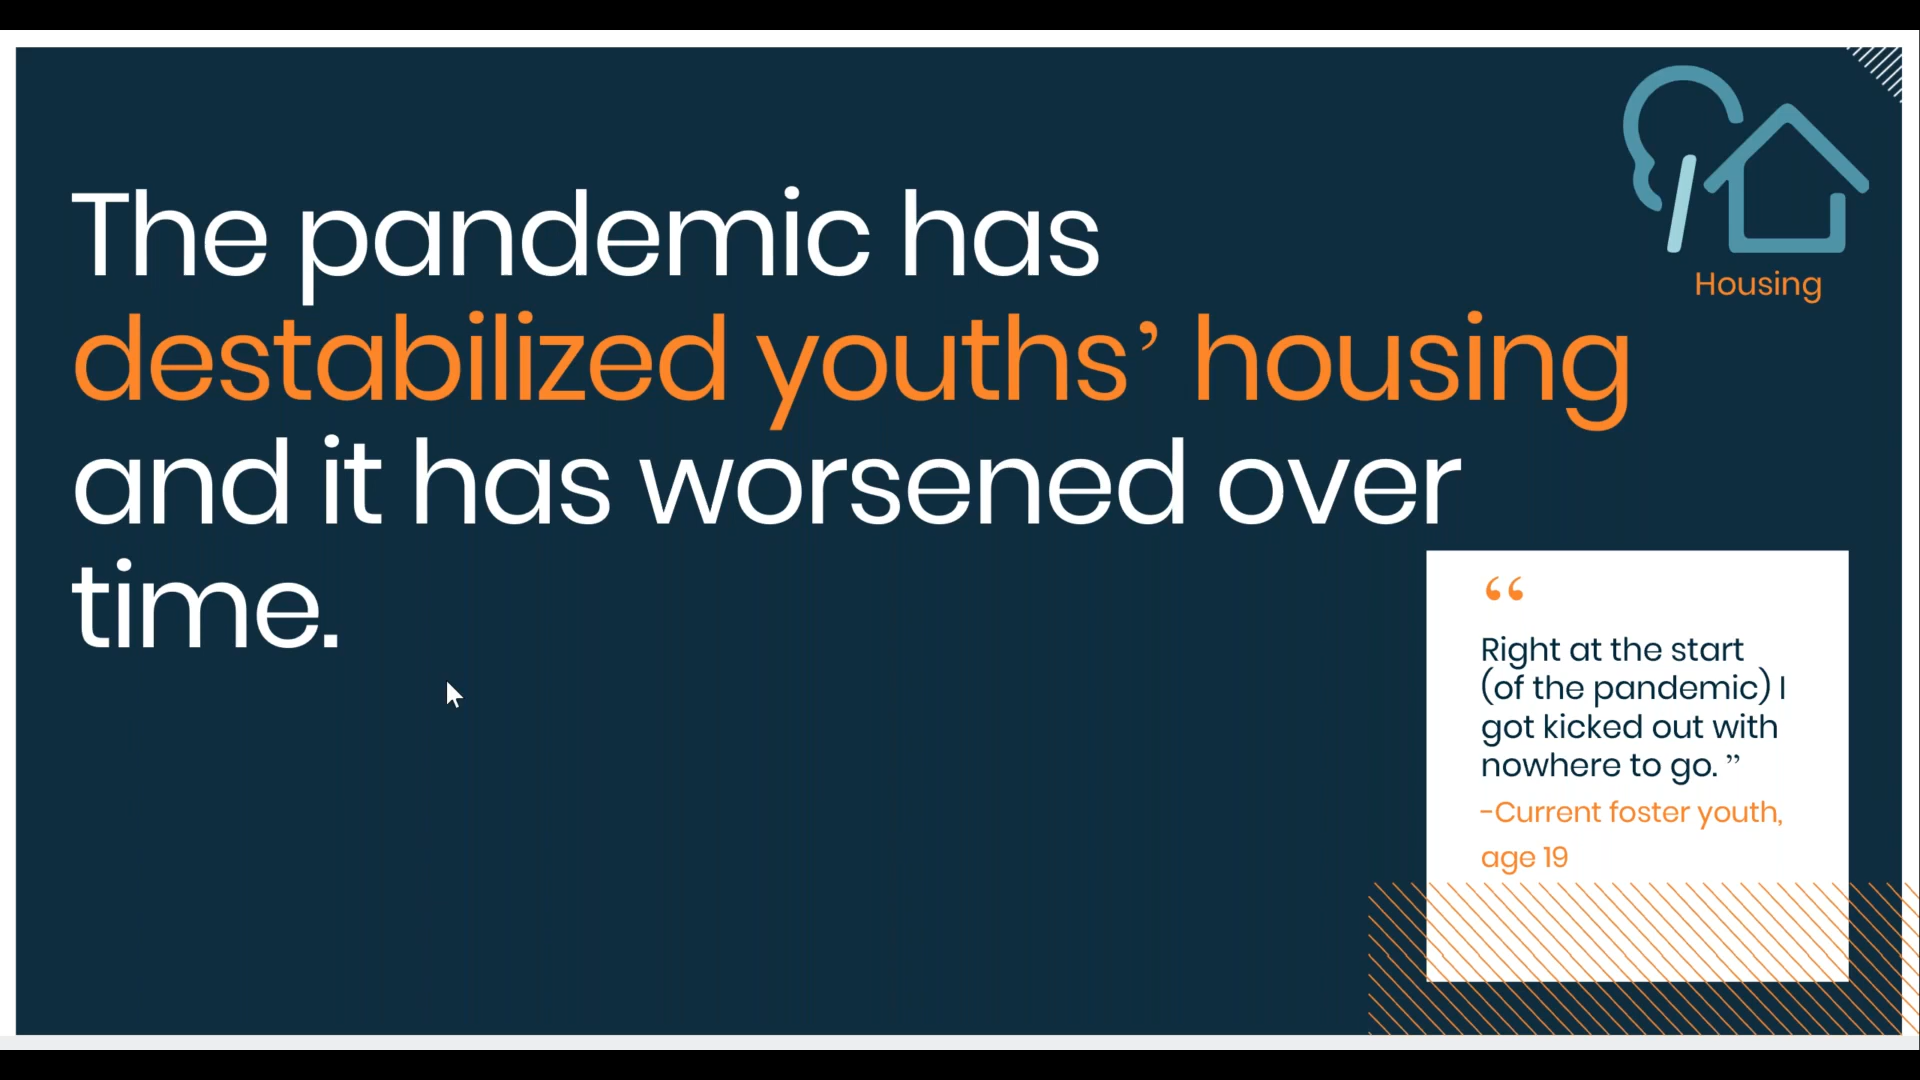 The pandemic has
destabilized youths’ housing
and it has worsened over
time.
Housing
“
Right at the start
(of the pandemic) I
got kicked out with
nowhere to go. ”
-Current foster youth,
age 19